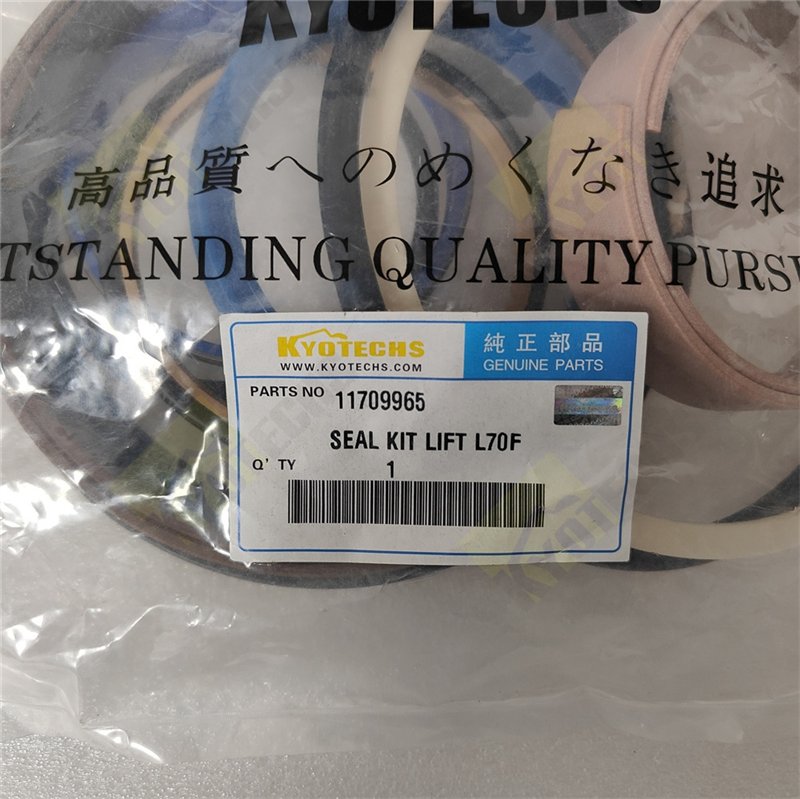 KYOTECHS
高品質へのめくなき追求
TSTANDING QUALITY PURS
KYOTECHS
WWW.KYOTECHS.COM
純正部品
GENUINE PARTS
PARTS NO 11709965
SEAL KIT LIFT L70F
Q'TY 1